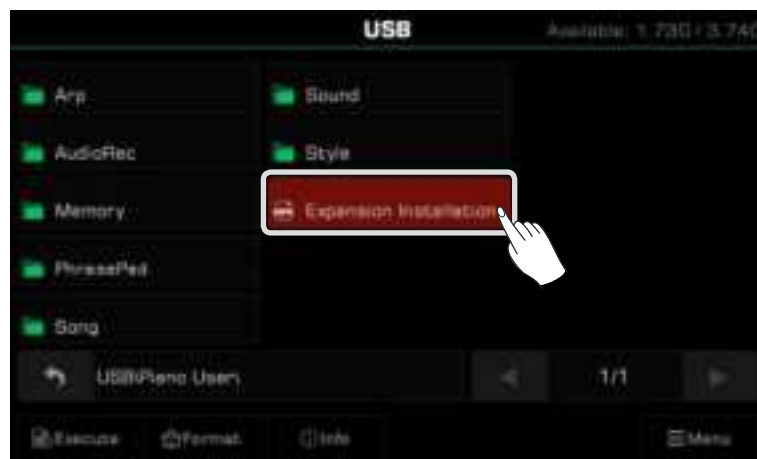 USB
Available: 1.73G / 3.74G
Arp
Sound
AudioRec
Style
Memory
Expansion Installation
PhrasePad
Song
USB\Piano User\
1/1
Execute
Format
Info
Menu